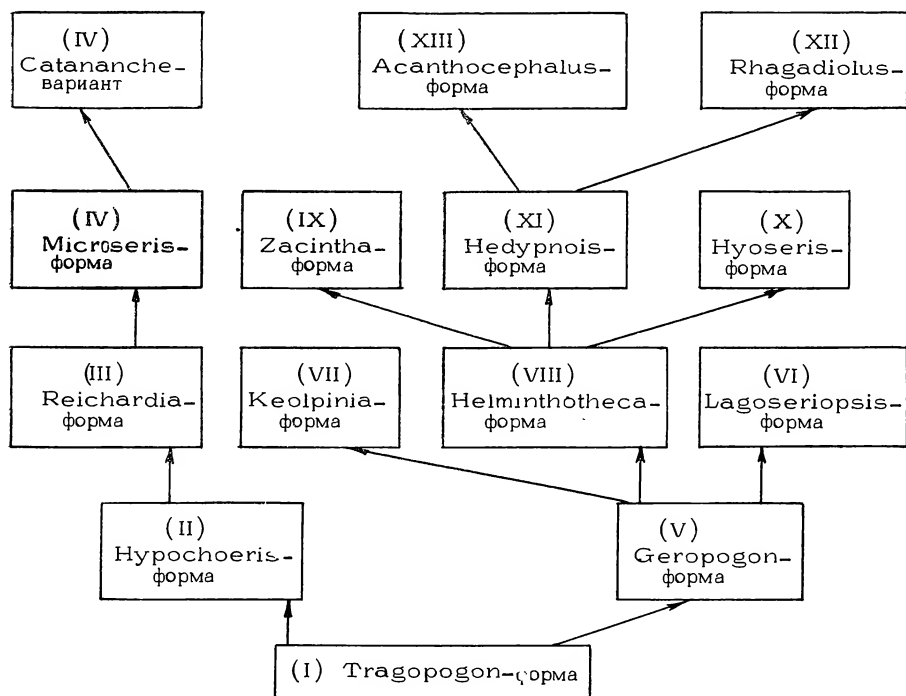 (IV)
Catananche-
вариант
(XIII)
Acanthocephalus-
форма
(XII)
Rhagadiolus-
форма
(IV)
Microseris-
форма
(IX)
Zacintha-
форма
(XI)
Hedypnois-
форма
(X)
Hyoseris-
форма
(III)
Reichardia-
форма
(VII)
Keolpinia-
форма
(VIII)
Helminthotheca-
форма
(VI)
Lagoseriopsis-
форма
(II)
Hypochoeris-
форма
(V)
Geropogon-
форма
(I) Tragopogon-форма